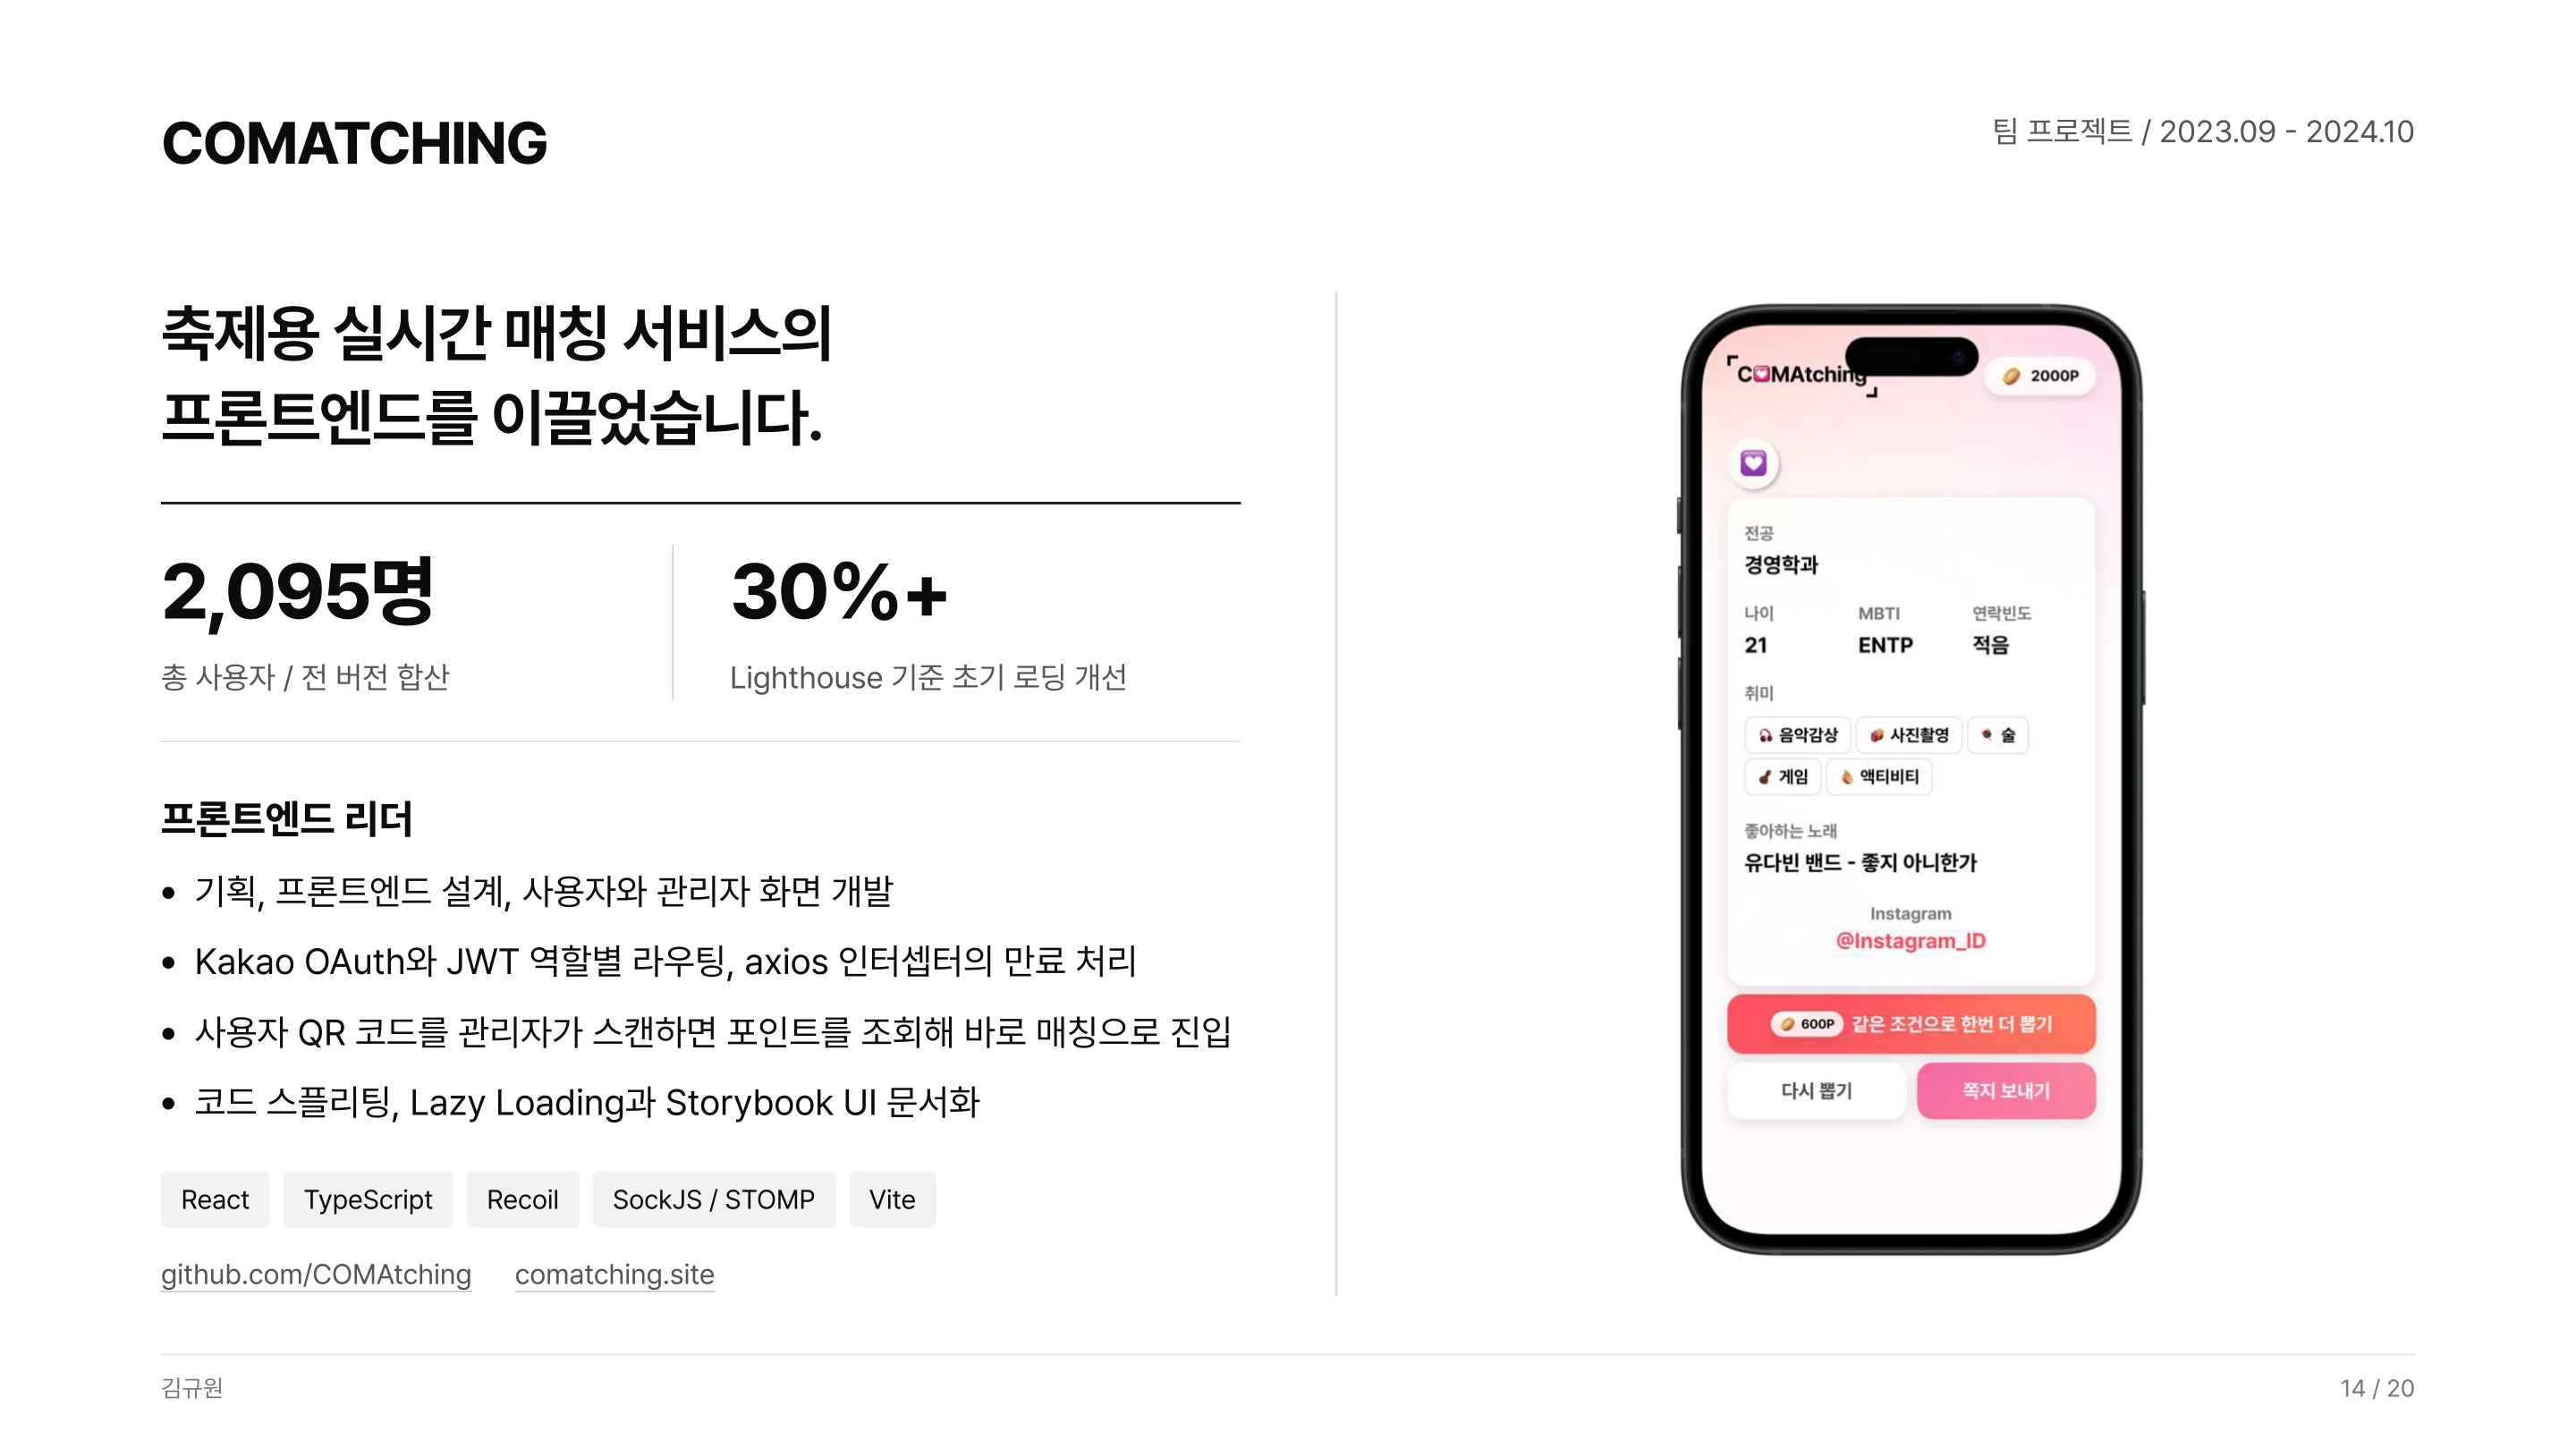 COMATCHING
팀 프로젝트 / 2023.09 - 2024.10
축제용 실시간 매칭 서비스의
프론트엔드를 이끌었습니다.
2,095명
총 사용자 / 전 버전 합산
30%+
Lighthouse 기준 초기 로딩 개선
프론트엔드 리더
• 기획, 프론트엔드 설계, 사용자와 관리자 화면 개발
• Kakao OAuth와 JWT 역할별 라우팅, axios 인터셉터의 만료 처리
• 사용자 QR 코드를 관리자가 스캔하면 포인트를 조회해 바로 매칭으로 진입
• 코드 스플리팅, Lazy Loading과 Storybook UI 문서화
React TypeScript Recoil SockJS / STOMP Vite
github.com/COMAtching comatching.site
COMAtching
2000P
전공
경영학과
나이 MBTI 연락빈도
21 ENTP 적음
취미
음악감상 사진촬영 술
게임 액티비티
좋아하는 노래
유다빈 밴드 - 좋지 아니한가
Instagram
@Instagram_ID
600P 같은 조건으로 한번 더 뽑기
다시 뽑기 쪽지 보내기
김규원
14 / 20